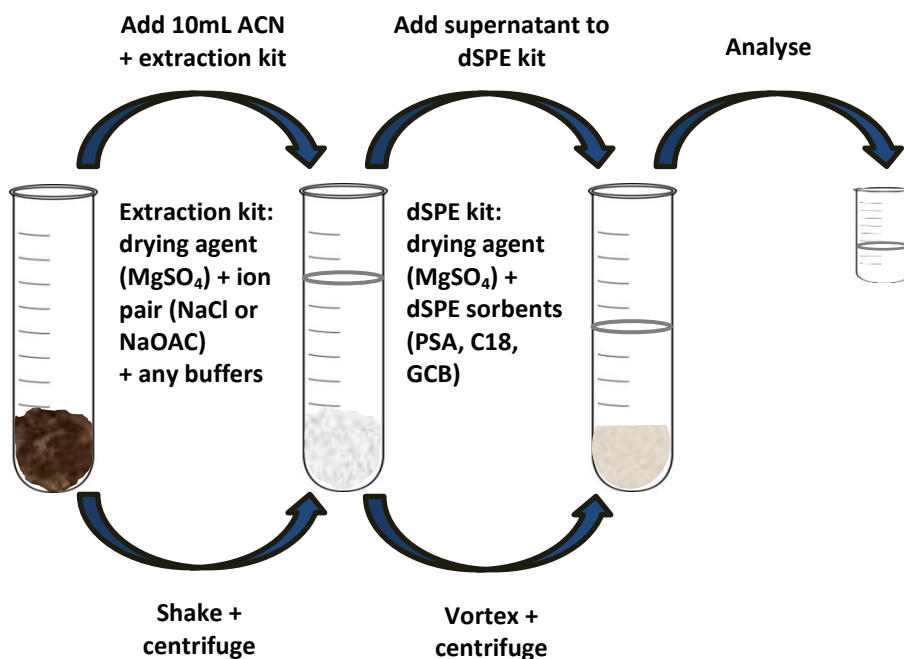 Add 10mL ACN
+ extraction kit
Add supernatant to
dSPE kit
Analyse
Extraction kit:
drying agent
(MgSO₄) + ion
pair (NaCl or
NaOAC)
+ any buffers
dSPE kit:
drying agent
(MgSO₄) +
dSPE sorbents
(PSA, C18,
GCB)
Shake +
centrifuge
Vortex +
centrifuge